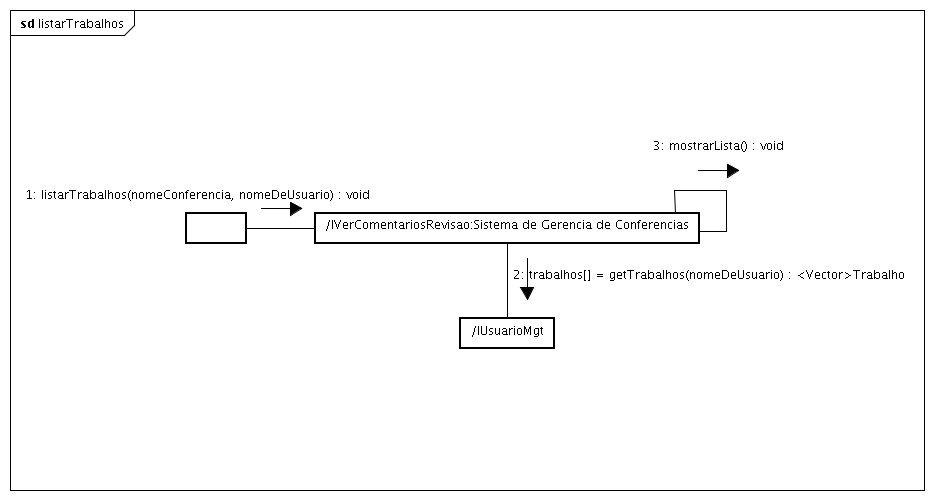 sd listarTrabalhos
3: mostrarLista() : void
1: listarTrabalhos(nomeConferencia, nomeDeUsuario) : void
/IVerComentariosRevisao:Sistema de Gerencia de Conferencias
2: trabalhos[] = getTrabalhos(nomeDeUsuario) : <Vector>Trabalho
/IUsuarioMgt